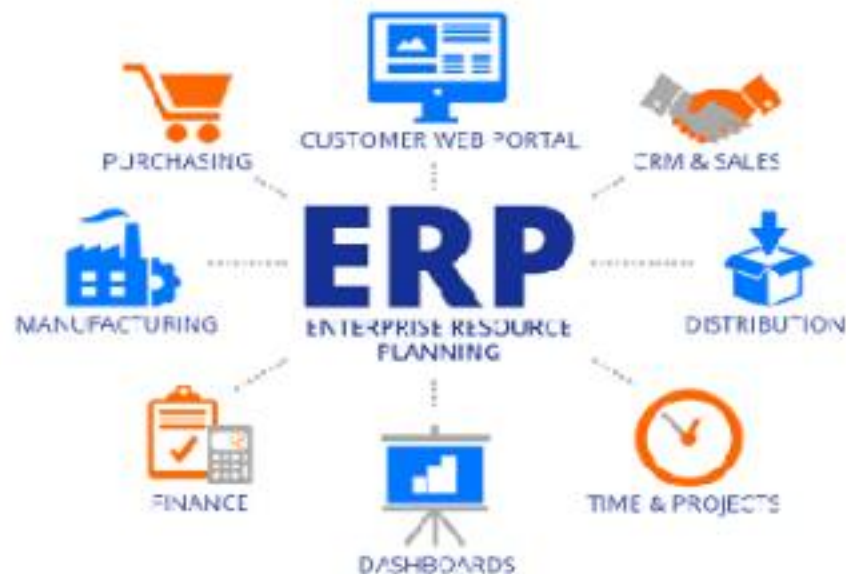 CUSTOMER WEB PORTAL
PURCHASING
CRM & SALES
ERP
MANUFACTURING
ENTERPRISE RESOURCE
PLANNING
DISTRIBUTION
FINANCE
TIME & PROJECTS
DASHBOARDS